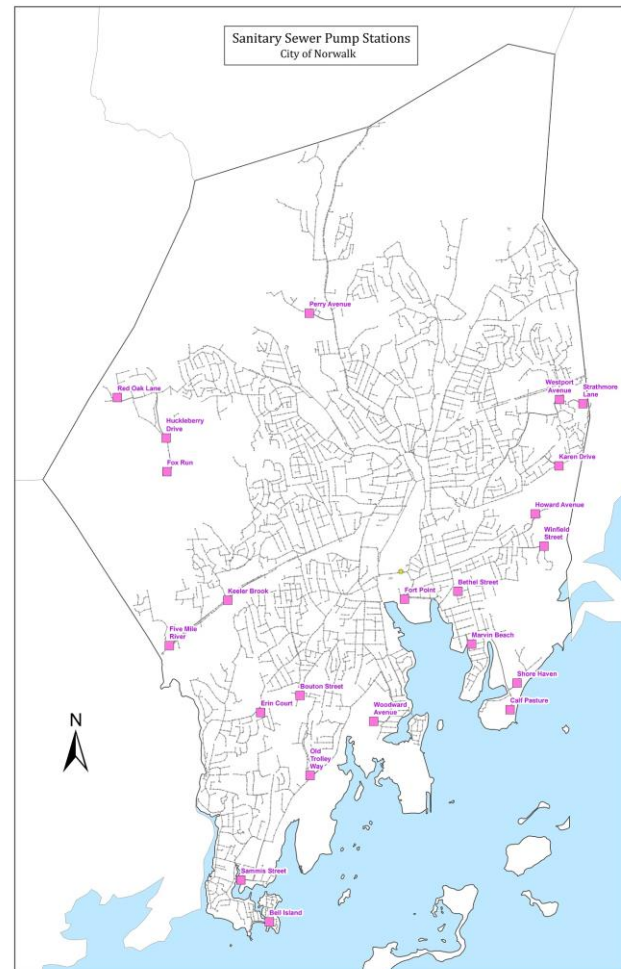 Sanitary Sewer Pump Stations
City of Norwalk
Perry Avenue
Red Oak Lane
Westport
Avenue
Strathmore
Lane
Huckleberry
Drive
Fox Run
Karen Drive
Howard Avenue
Winfield
Street
Keeler Brook
Fort Point
Bethel Street
Five Mile
River
Marvin Beach
Shore Haven
Calf Pasture
Bouton Street
Erin Court
Woodward
Avenue
N
Old
Trolley
Way
Sammis Street
Bell Island